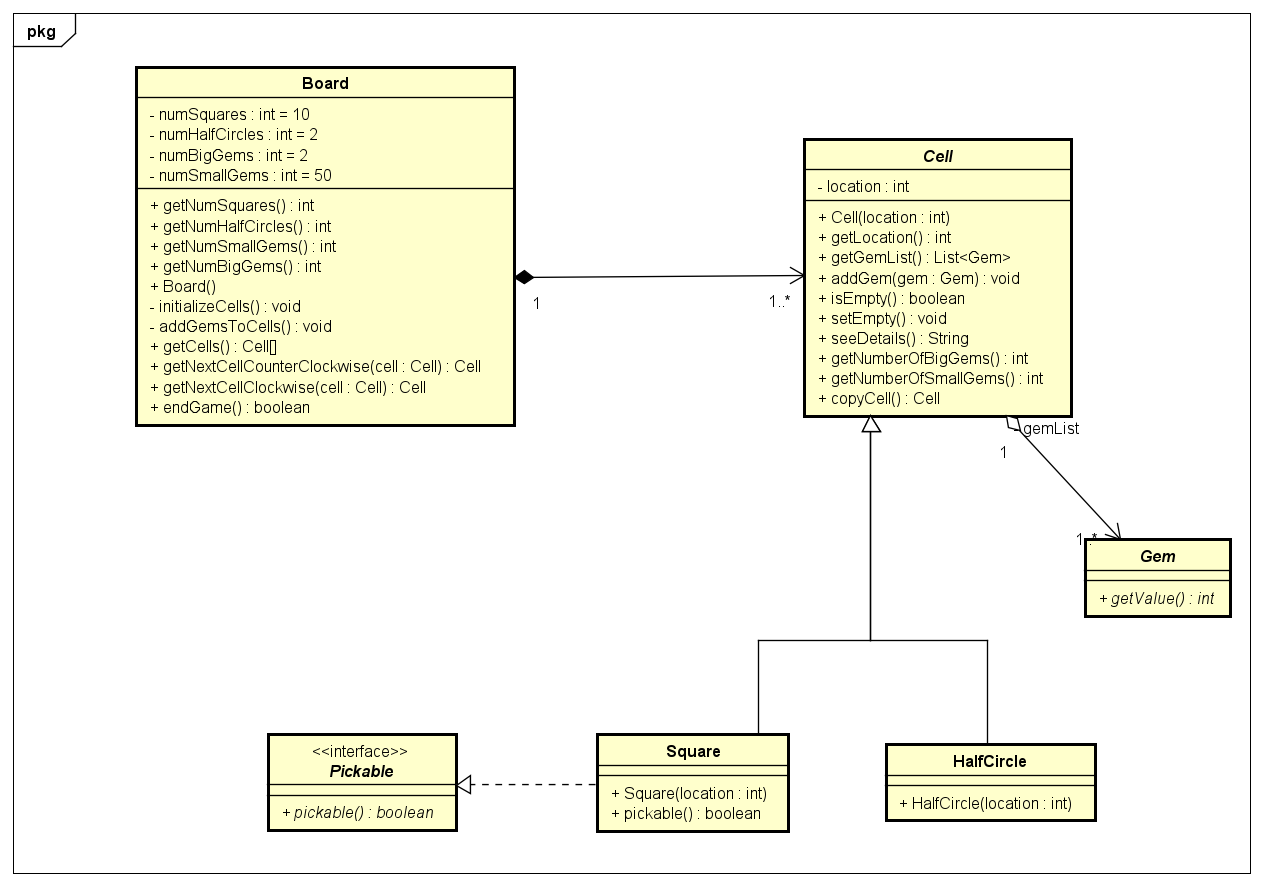 pkg
Board
- numSquares : int = 10
- numHalfCircles : int = 2
- numBigGems : int = 2
- numSmallGems : int = 50
+ getNumSquares() : int
+ getNumHalfCircles() : int
+ getNumSmallGems() : int
+ getNumBigGems() : int
+ Board()
- initializeCells() : void
- addGemsToCells() : void
+ getCells() : Cell[]
+ getNextCellCounterClockwise(cell : Cell) : Cell
+ getNextCellClockwise(cell : Cell) : Cell
+ endGame() : boolean
1
1..*
Cell
- location : int
+ Cell(location : int)
+ getLocation() : int
+ getGemList() : List<Gem>
+ addGem(gem : Gem) : void
+ isEmpty() : boolean
+ setEmpty() : void
+ seeDetails() : String
+ getNumberOfBigGems() : int
+ getNumberOfSmallGems() : int
+ copyCell() : Cell
- gemList
1
1..*
Gem
+ getValue() : int
<<interface>>
Pickable
+ pickable() : boolean
Square
+ Square(location : int)
+ pickable() : boolean
HalfCircle
+ HalfCircle(location : int)